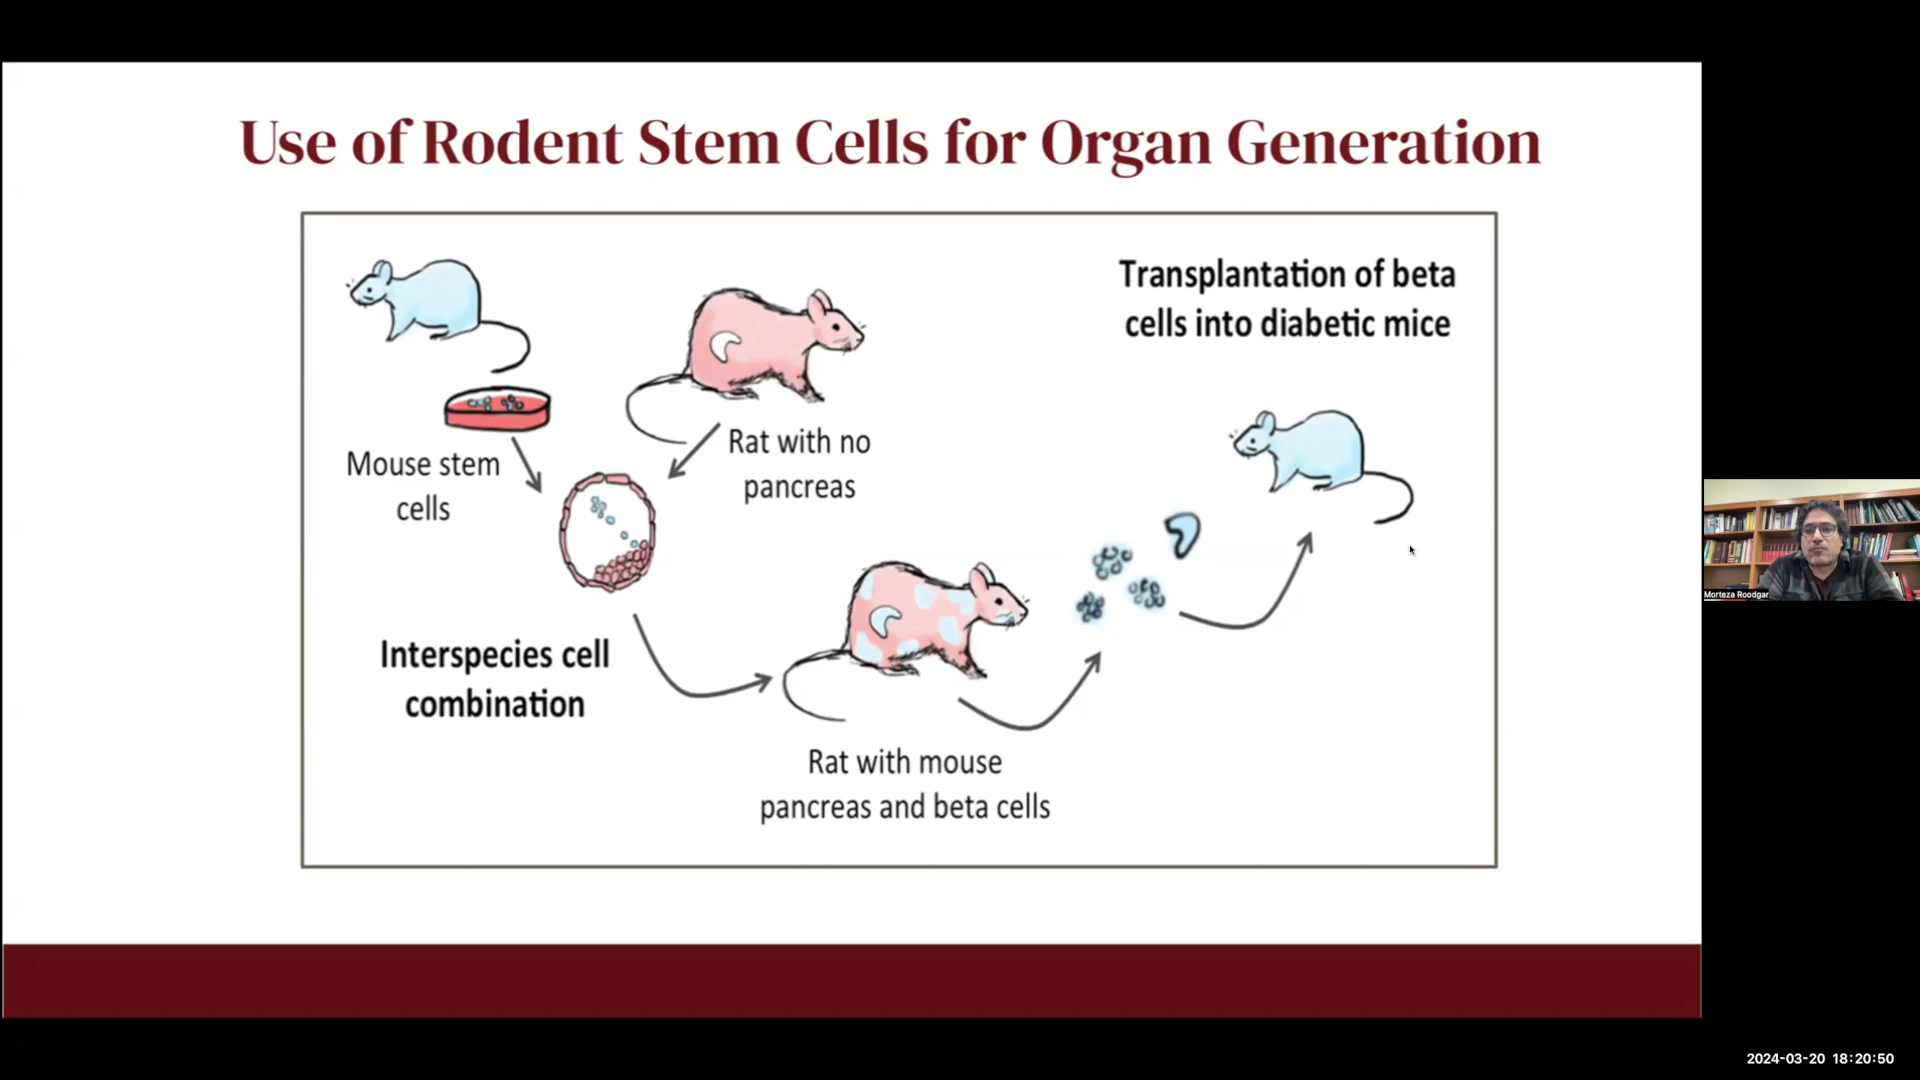 Use of Rodent Stem Cells for Organ Generation
Transplantation of beta
cells into diabetic mice
Rat with no
pancreas
Mouse stem
cells
Interspecies cell
combination
Rat with mouse
pancreas and beta cells
Morteza Roodgar
2024-03-20 18:20:50